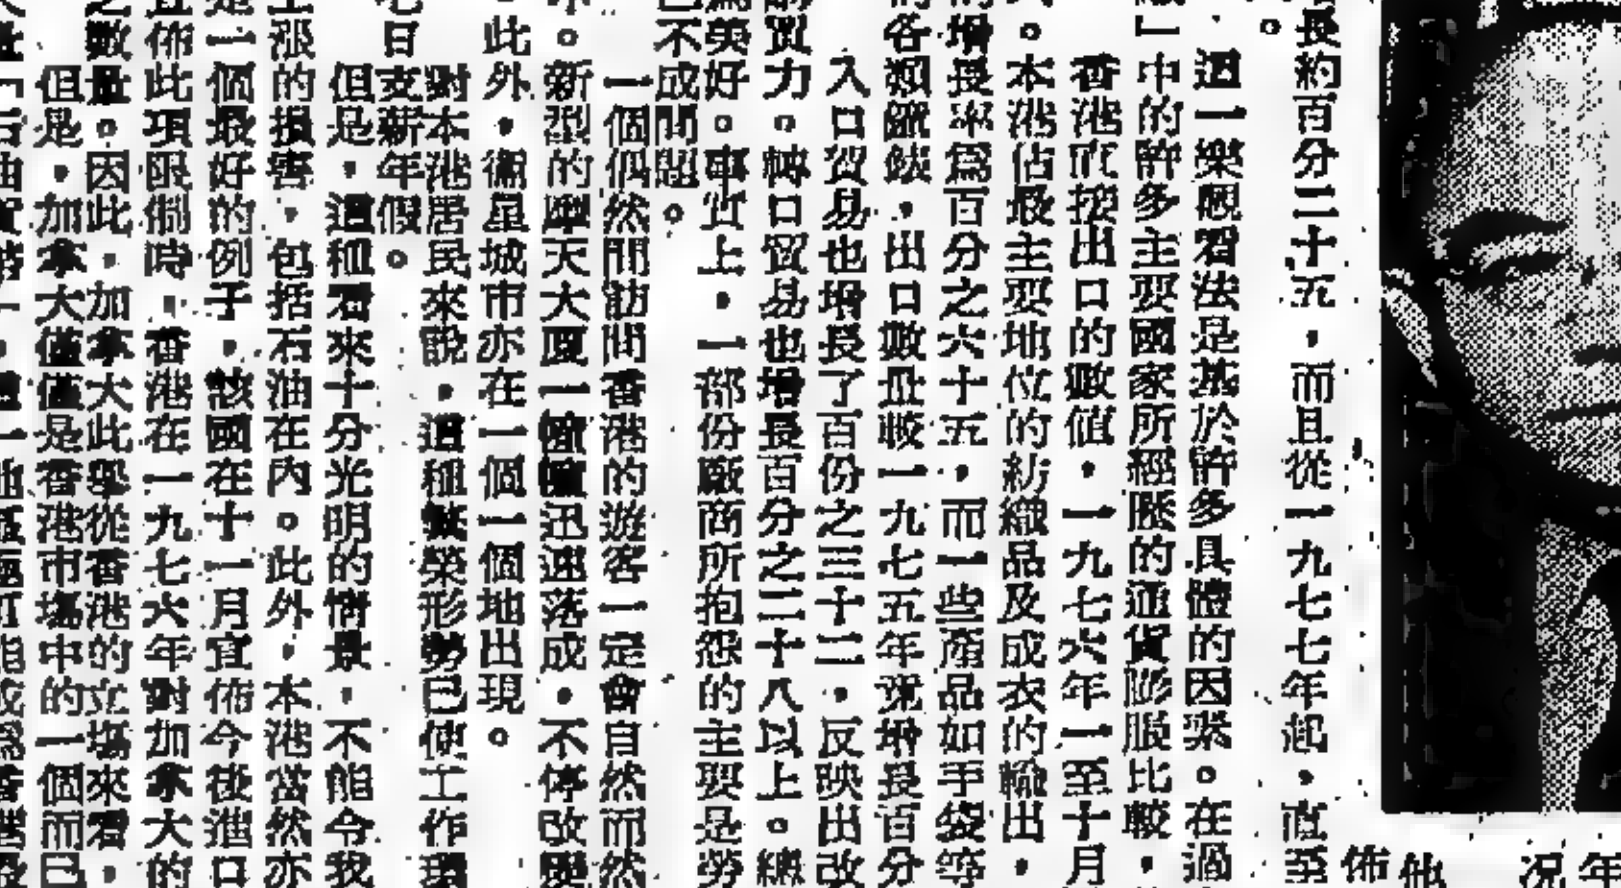 長約百分二十五，而且從一九七七年起，直至
。
這一樂觀看法是基於許多具體的因素。在過
」中的許多主要國家所經歷的通貨膨脹比較，
香港直接出口的數值，一九七六年一至十月
。本港佔最主要地位的紡織品及成衣的輸出，
增長率爲百分之六十五，而一些產品如手袋等
各類鐘錶，出口數量較一九七五年競增長百分
入口貿易也增長了百份之三十二，反映出改
買力。轉口貿易也增長百分之二十八以上。總
爲美好。事實上，一部份廠商所抱怨的主要是勞
已不成問題。
一個偶然間訪問香港的遊客一定會自然而然
。新型的摩天大厦一幢幢迅速落成，不停改變
。此外，衞星城市亦在一個一個地出現。
對本港居民來說，這種繁榮形勢已使工作環
七日支薪年假。
但是，這種看來十分光明的情景，不能令我
上漲的損害，包括石油在內。此外，本港當然亦
是一個最好的例子，該國在十一月宣佈今後進口
宣佈此項限制時，香港在一九七六年對加拿大的
之數量。因此，加拿大此舉從香港的立塲來看，
但是，加拿大僅僅是香港市塲中的一個而已
佈 他 況 年